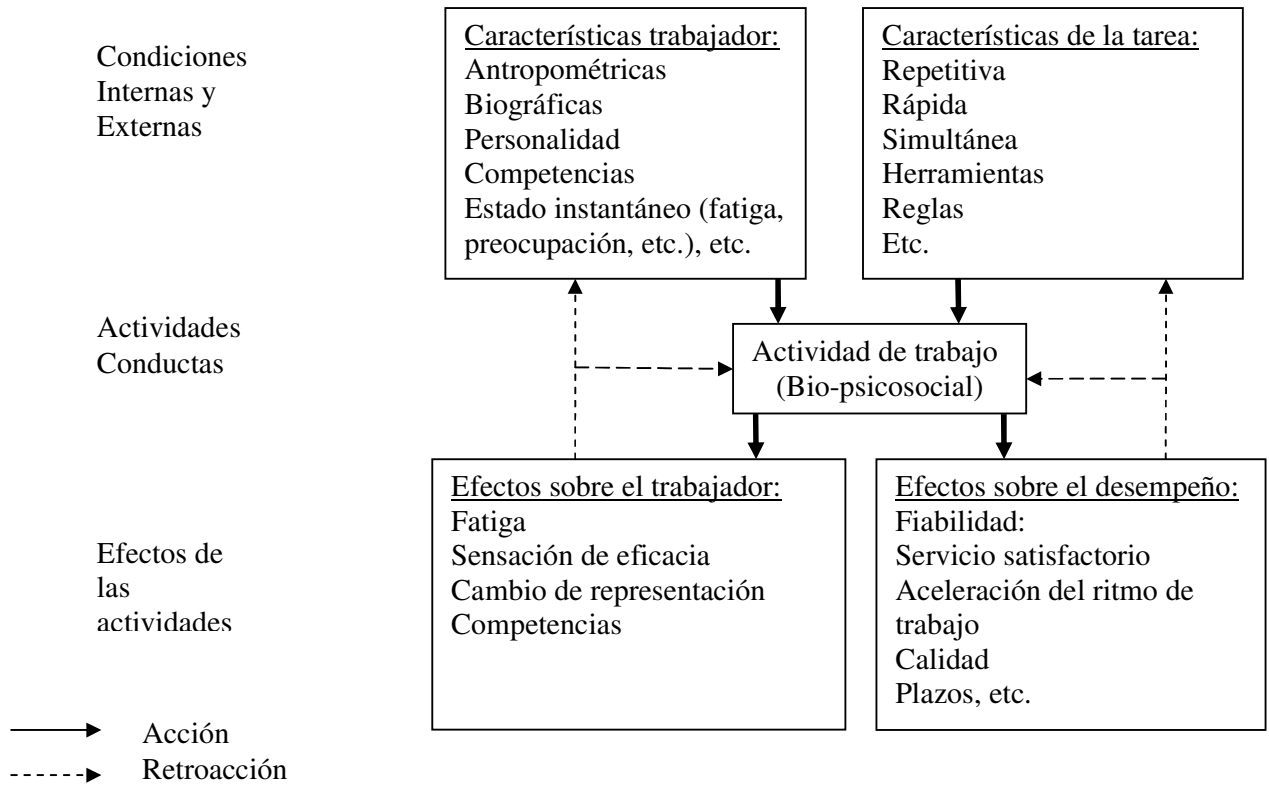 Condiciones
Internas y
Externas
Características trabajador:
Antropométricas
Biográficas
Personalidad
Competencias
Estado instantáneo (fatiga,
preocupación, etc.), etc.
Características de la tarea:
Repetitiva
Rápida
Simultánea
Herramientas
Reglas
Etc.
Actividades
Conductas
Actividad de trabajo
(Bio-psicosocial)
Efectos de
las
actividades
Efectos sobre el trabajador:
Fatiga
Sensación de eficacia
Cambio de representación
Competencias
Efectos sobre el desempeño:
Fiabilidad:
Servicio satisfactorio
Aceleración del ritmo de
trabajo
Calidad
Plazos, etc.
Acción
Retroacción